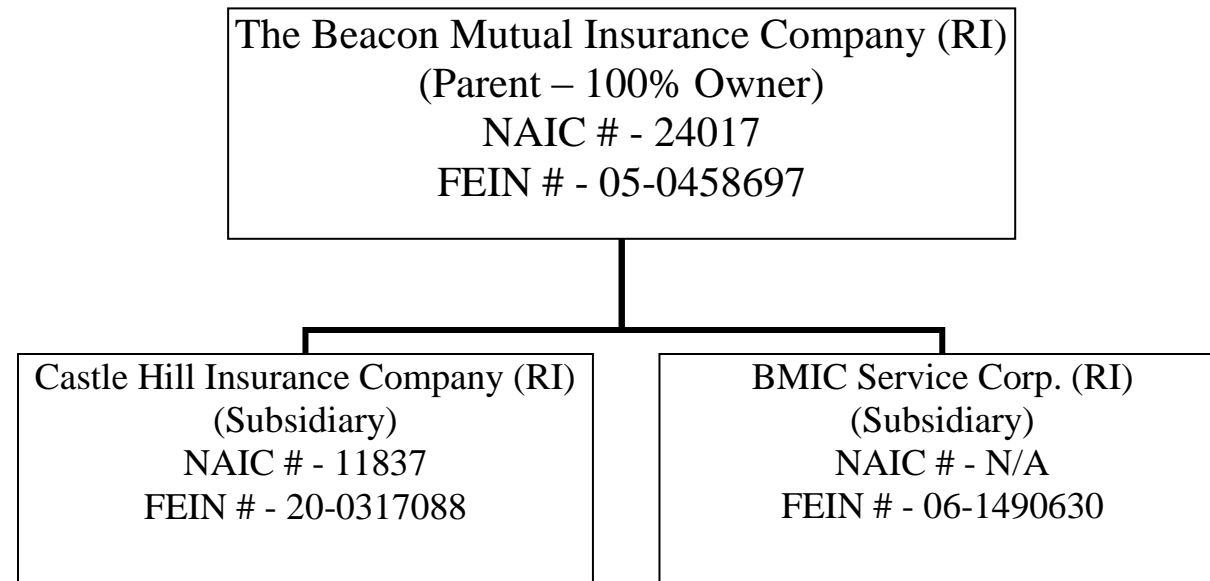 The Beacon Mutual Insurance Company (RI)
(Parent – 100% Owner)
NAIC # - 24017
FEIN # - 05-0458697
Castle Hill Insurance Company (RI)
(Subsidiary)
NAIC # - 11837
FEIN # - 20-0317088
BMIC Service Corp. (RI)
(Subsidiary)
NAIC # - N/A
FEIN # - 06-1490630